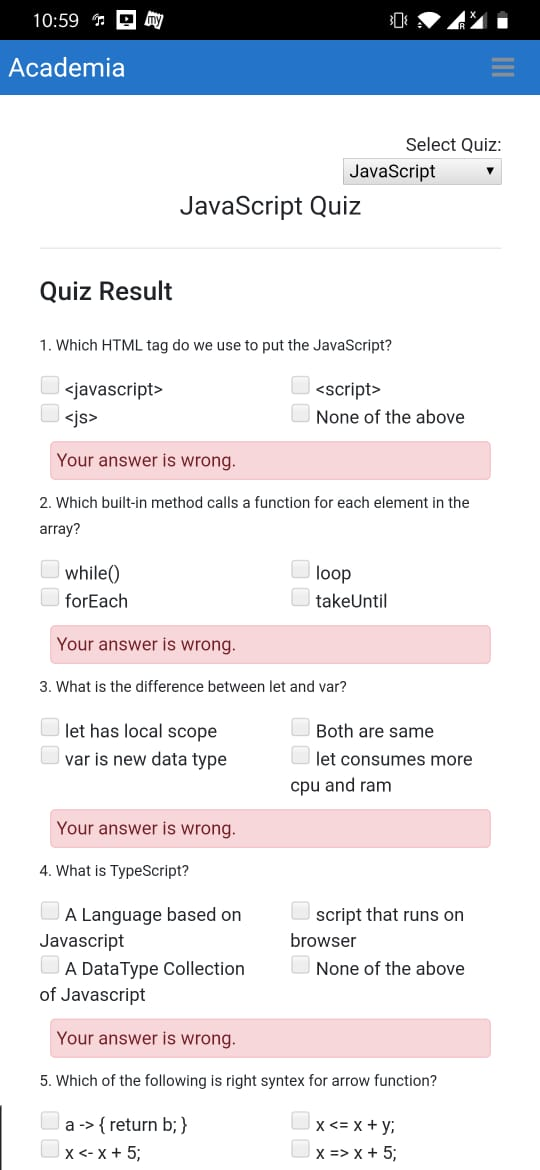 10:59
Academia
Select Quiz:
JavaScript
JavaScript Quiz
Quiz Result
1. Which HTML tag do we use to put the JavaScript?
<javascript>
<script>
<js>
None of the above
Your answer is wrong.
2. Which built-in method calls a function for each element in the
array?
while()
loop
forEach
takeUntil
Your answer is wrong.
3. What is the difference between let and var?
let has local scope
Both are same
var is new data type
let consumes more
cpu and ram
Your answer is wrong.
4. What is TypeScript?
A Language based on
Javascript
script that runs on
browser
A DataType Collection
of Javascript
None of the above
Your answer is wrong.
5. Which of the following is right syntex for arrow function?
a -> { return b; }
x <= x + y;
x <- x + 5;
x => x + 5;